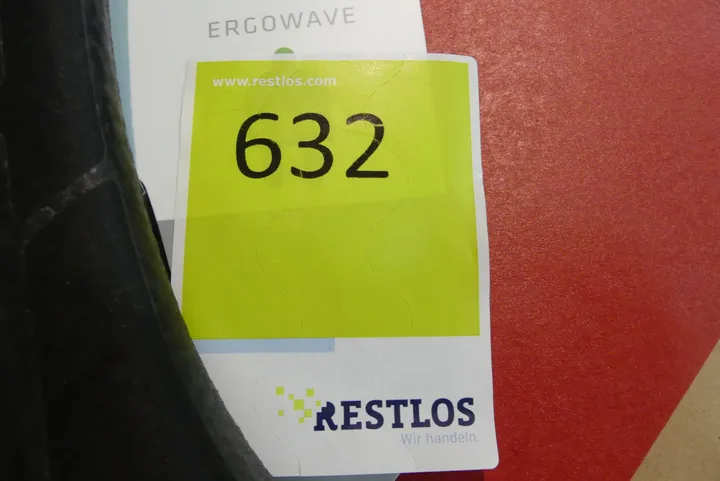 ERGOWAVE
www.restlos.com
632
RESTLOS
Wir handeln.